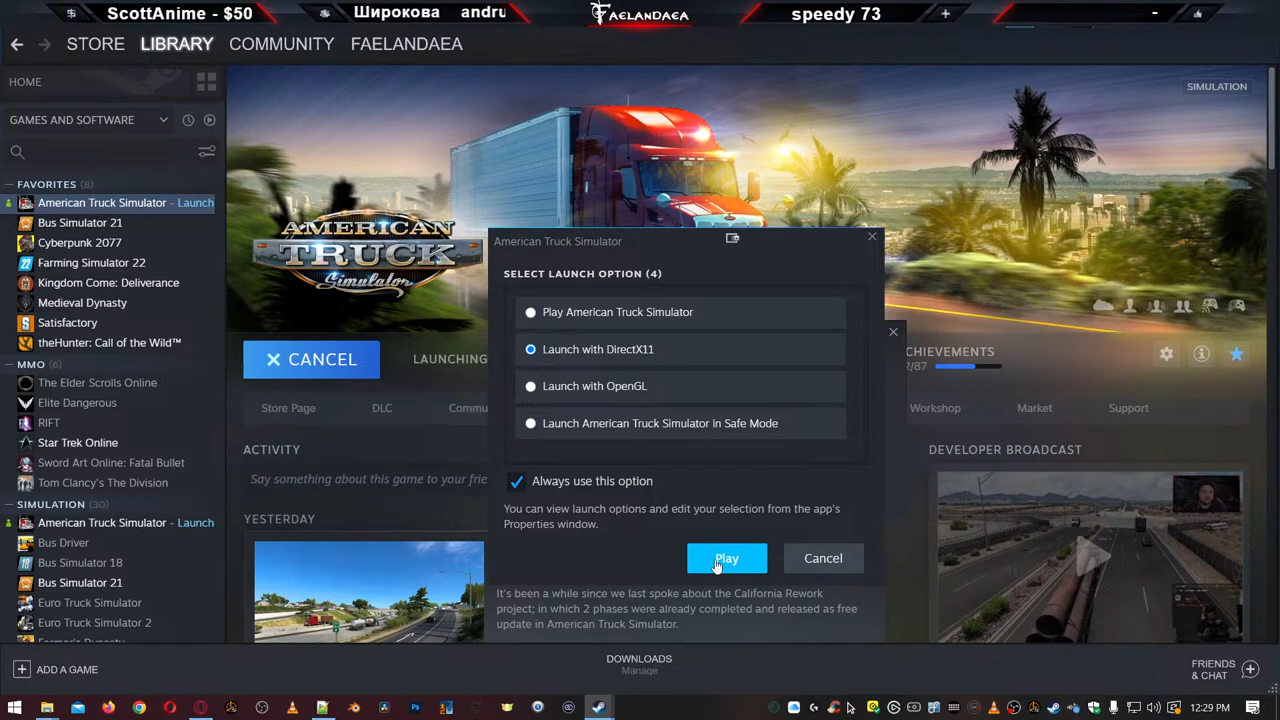 ScottAnime - $50
Широкова andru
FAELANDAEA
speedy 73
STORE
LIBRARY
COMMUNITY
FAELANDAEA
HOME
GAMES AND SOFTWARE
FAVORITES (8)
American Truck Simulator - Launch
Bus Simulator 21
Cyberpunk 2077
Farming Simulator 22
Kingdom Come: Deliverance
Medieval Dynasty
Satisfactory
theHunter: Call of the Wild™
MMO (6)
The Elder Scrolls Online
Elite Dangerous
RIFT
Star Trek Online
Sword Art Online: Fatal Bullet
Tom Clancy's The Division
SIMULATION (30)
American Truck Simulator - Launch
Bus Driver
Bus Simulator 18
Bus Simulator 21
Euro Truck Simulator
Euro Truck Simulator 2
Farmer's Dynasty
ADD A GAME
SIMULATION
AMERICAN
TRUCK
Simulator
CANCEL
LAUNCHING
CHIEVEMENTS
2/87
Store Page
DLC
Commu
Workshop
Market
Support
ACTIVITY
Say something about this game to your frie
YESTERDAY
DEVELOPER BROADCAST
American Truck Simulator
SELECT LAUNCH OPTION (4)
Play American Truck Simulator
Launch with DirectX11
Launch with OpenGL
Launch American Truck Simulator in Safe Mode
Always use this option
You can view launch options and edit your selection from the app's
Properties window.
Play
Cancel
It's been a while since we last spoke about the California Rework
project; in which 2 phases were already completed and released as free
update in American Truck Simulator.
DOWNLOADS
Manage
FRIENDS
& CHAT
12:29 PM